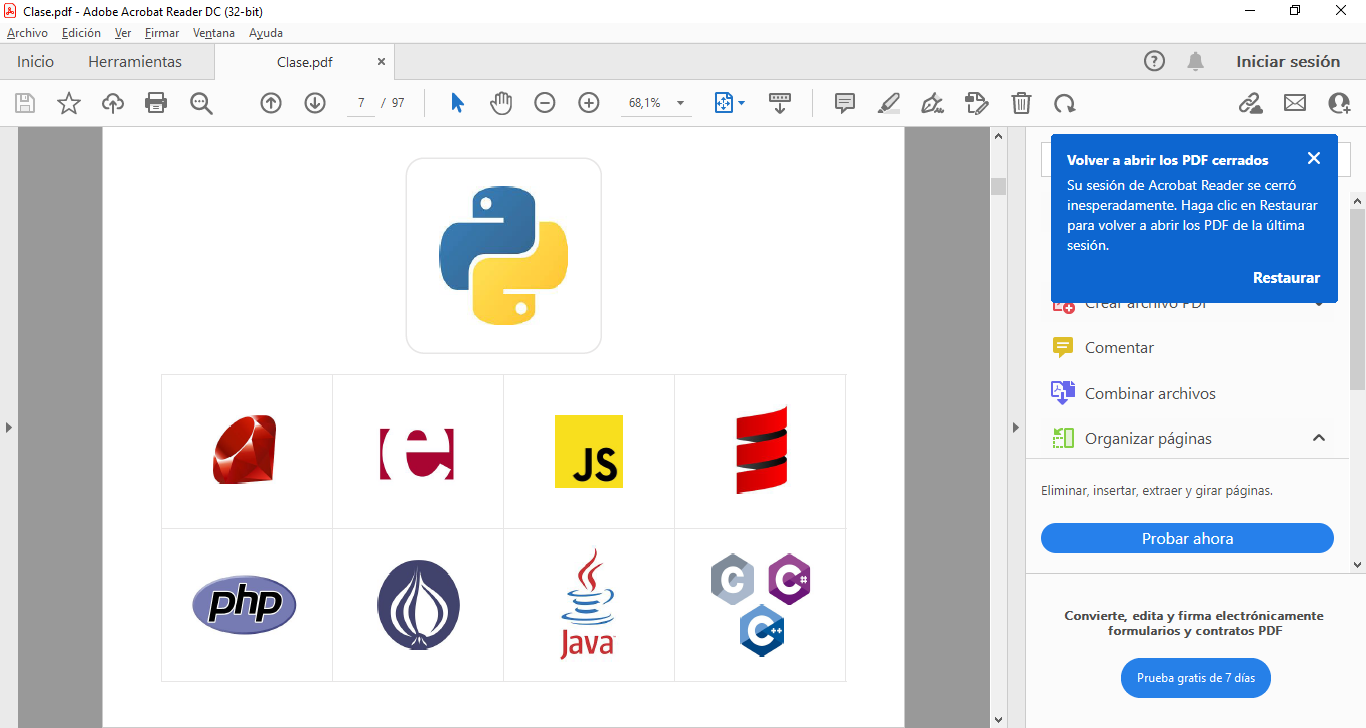 Clase.pdf - Adobe Acrobat Reader DC (32-bit)
Archivo Edición Ver Firmar Ventana Ayuda
Inicio Herramientas Clase.pdf × ? Iniciar sesión
7 / 97 68,1%
Volver a abrir los PDF cerrados
Su sesión de Acrobat Reader se cerró
inesperadamente. Haga clic en Restaurar
para volver a abrir los PDF de la última
sesión.
Restaurar
Crear archivo PDF
Comentar
Combinar archivos
Organizar páginas
Eliminar, insertar, extraer y girar páginas.
Probar ahora
Convierte, edita y firma electrónicamente
formularios y contratos PDF
Prueba gratis de 7 días
e JS
php Java C C# C++